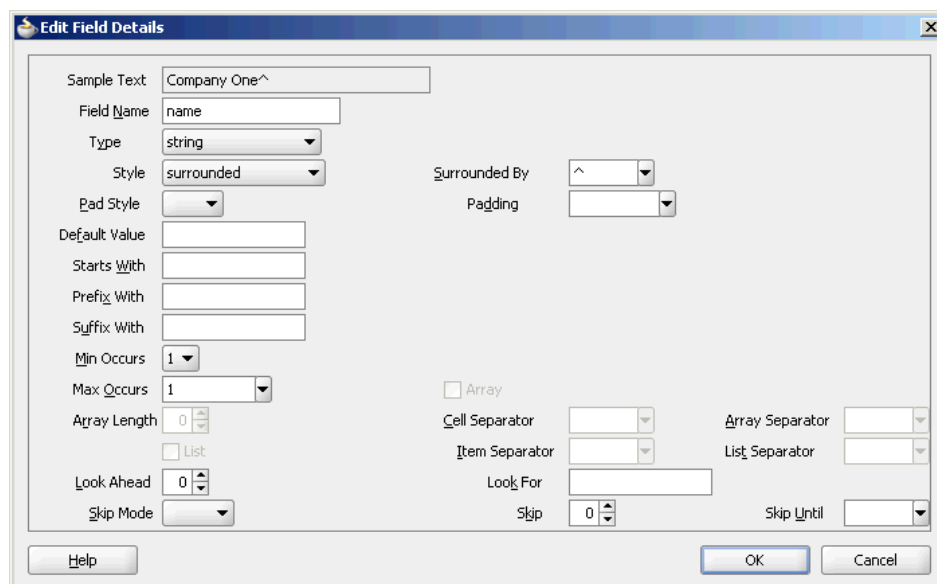 Edit Field Details
Sample Text Company One^
Field Name name
Type string
Style surrounded Surrounded By ^
Pad Style Padding
Default Value
Starts With
Prefix With
Suffix With
Min Occurs 1
Max Occurs 1 Array
Array Length 0 Cell Separator Array Separator
List Item Separator List Separator
Look Ahead 0 Look For
Skip Mode Skip 0 Skip Until
Help OK Cancel